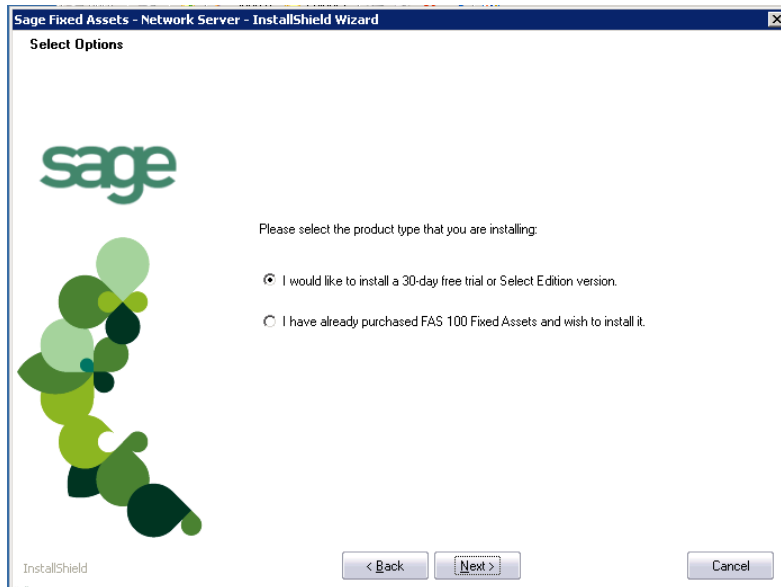 Sage Fixed Assets - Network Server - InstallShield Wizard
Select Options
sage
Please select the product type that you are installing:
I would like to install a 30-day free trial or Select Edition version.
I have already purchased FAS 100 Fixed Assets and wish to install it.
InstallShield
< Back
Next >
Cancel